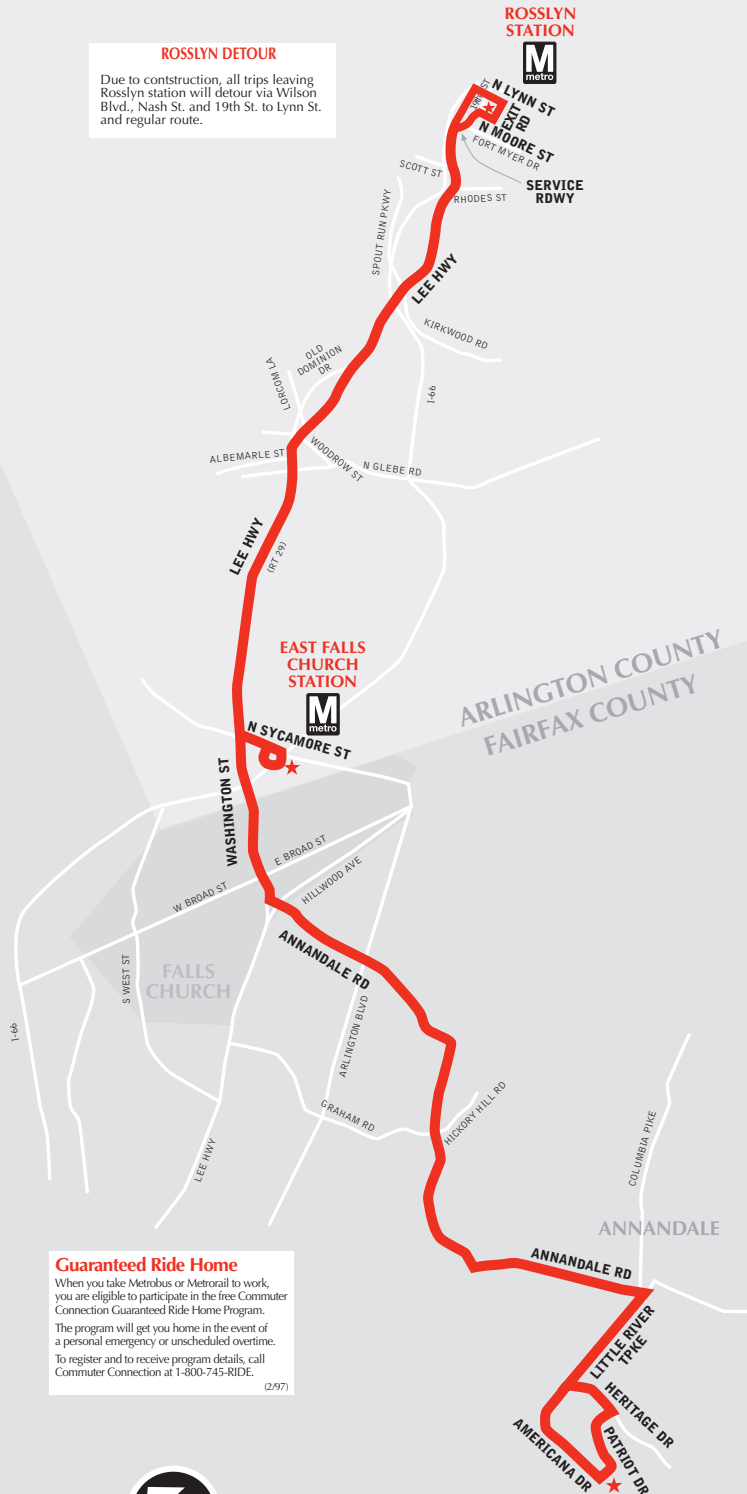 ROSSLYN
STATION
M
metro
ROSSLYN DETOUR
Due to contstruction, all trips leaving
Rosslyn station will detour via Wilson
Blvd., Nash St. and 19th St. to Lynn St.
and regular route.
N LYNN ST
19th ST
EXIT
RD
N MOORE ST
FORT MYER DR
SCOTT ST
SERVICE
RDWY
RHODES ST
SPOUT RUN PKWY
LEE HWY
KIRKWOOD RD
OLD
DOMINION
DR
LORCOM LA
I-66
ALBEMARLE ST
WOODROW ST
N GLEBE RD
LEE HWY
(RT 29)
EAST FALLS
CHURCH
STATION
M
metro
ARLINGTON COUNTY
FAIRFAX COUNTY
N SYCAMORE ST
WASHINGTON ST
E BROAD ST
HILLWOOD AVE
W BROAD ST
ANNANDALE RD
FALLS
CHURCH
S WEST ST
I-66
ARLINGTON BLVD
GRAHAM RD
HICKORY HILL RD
LEE HWY
COLUMBIA PIKE
ANNANDALE
ANNANDALE RD
Guaranteed Ride Home
When you take Metrobus or Metrorail to work,
you are eligible to participate in the free Commuter
Connection Guaranteed Ride Home Program.
The program will get you home in the event of
a personal emergency or unscheduled overtime.
To register and to receive program details, call
Commuter Connection at 1-800-745-RIDE.
(2/97)
LITTLE RIVER
TPKE
HERITAGE DR
AMERICANA DR
PATRIOT DR